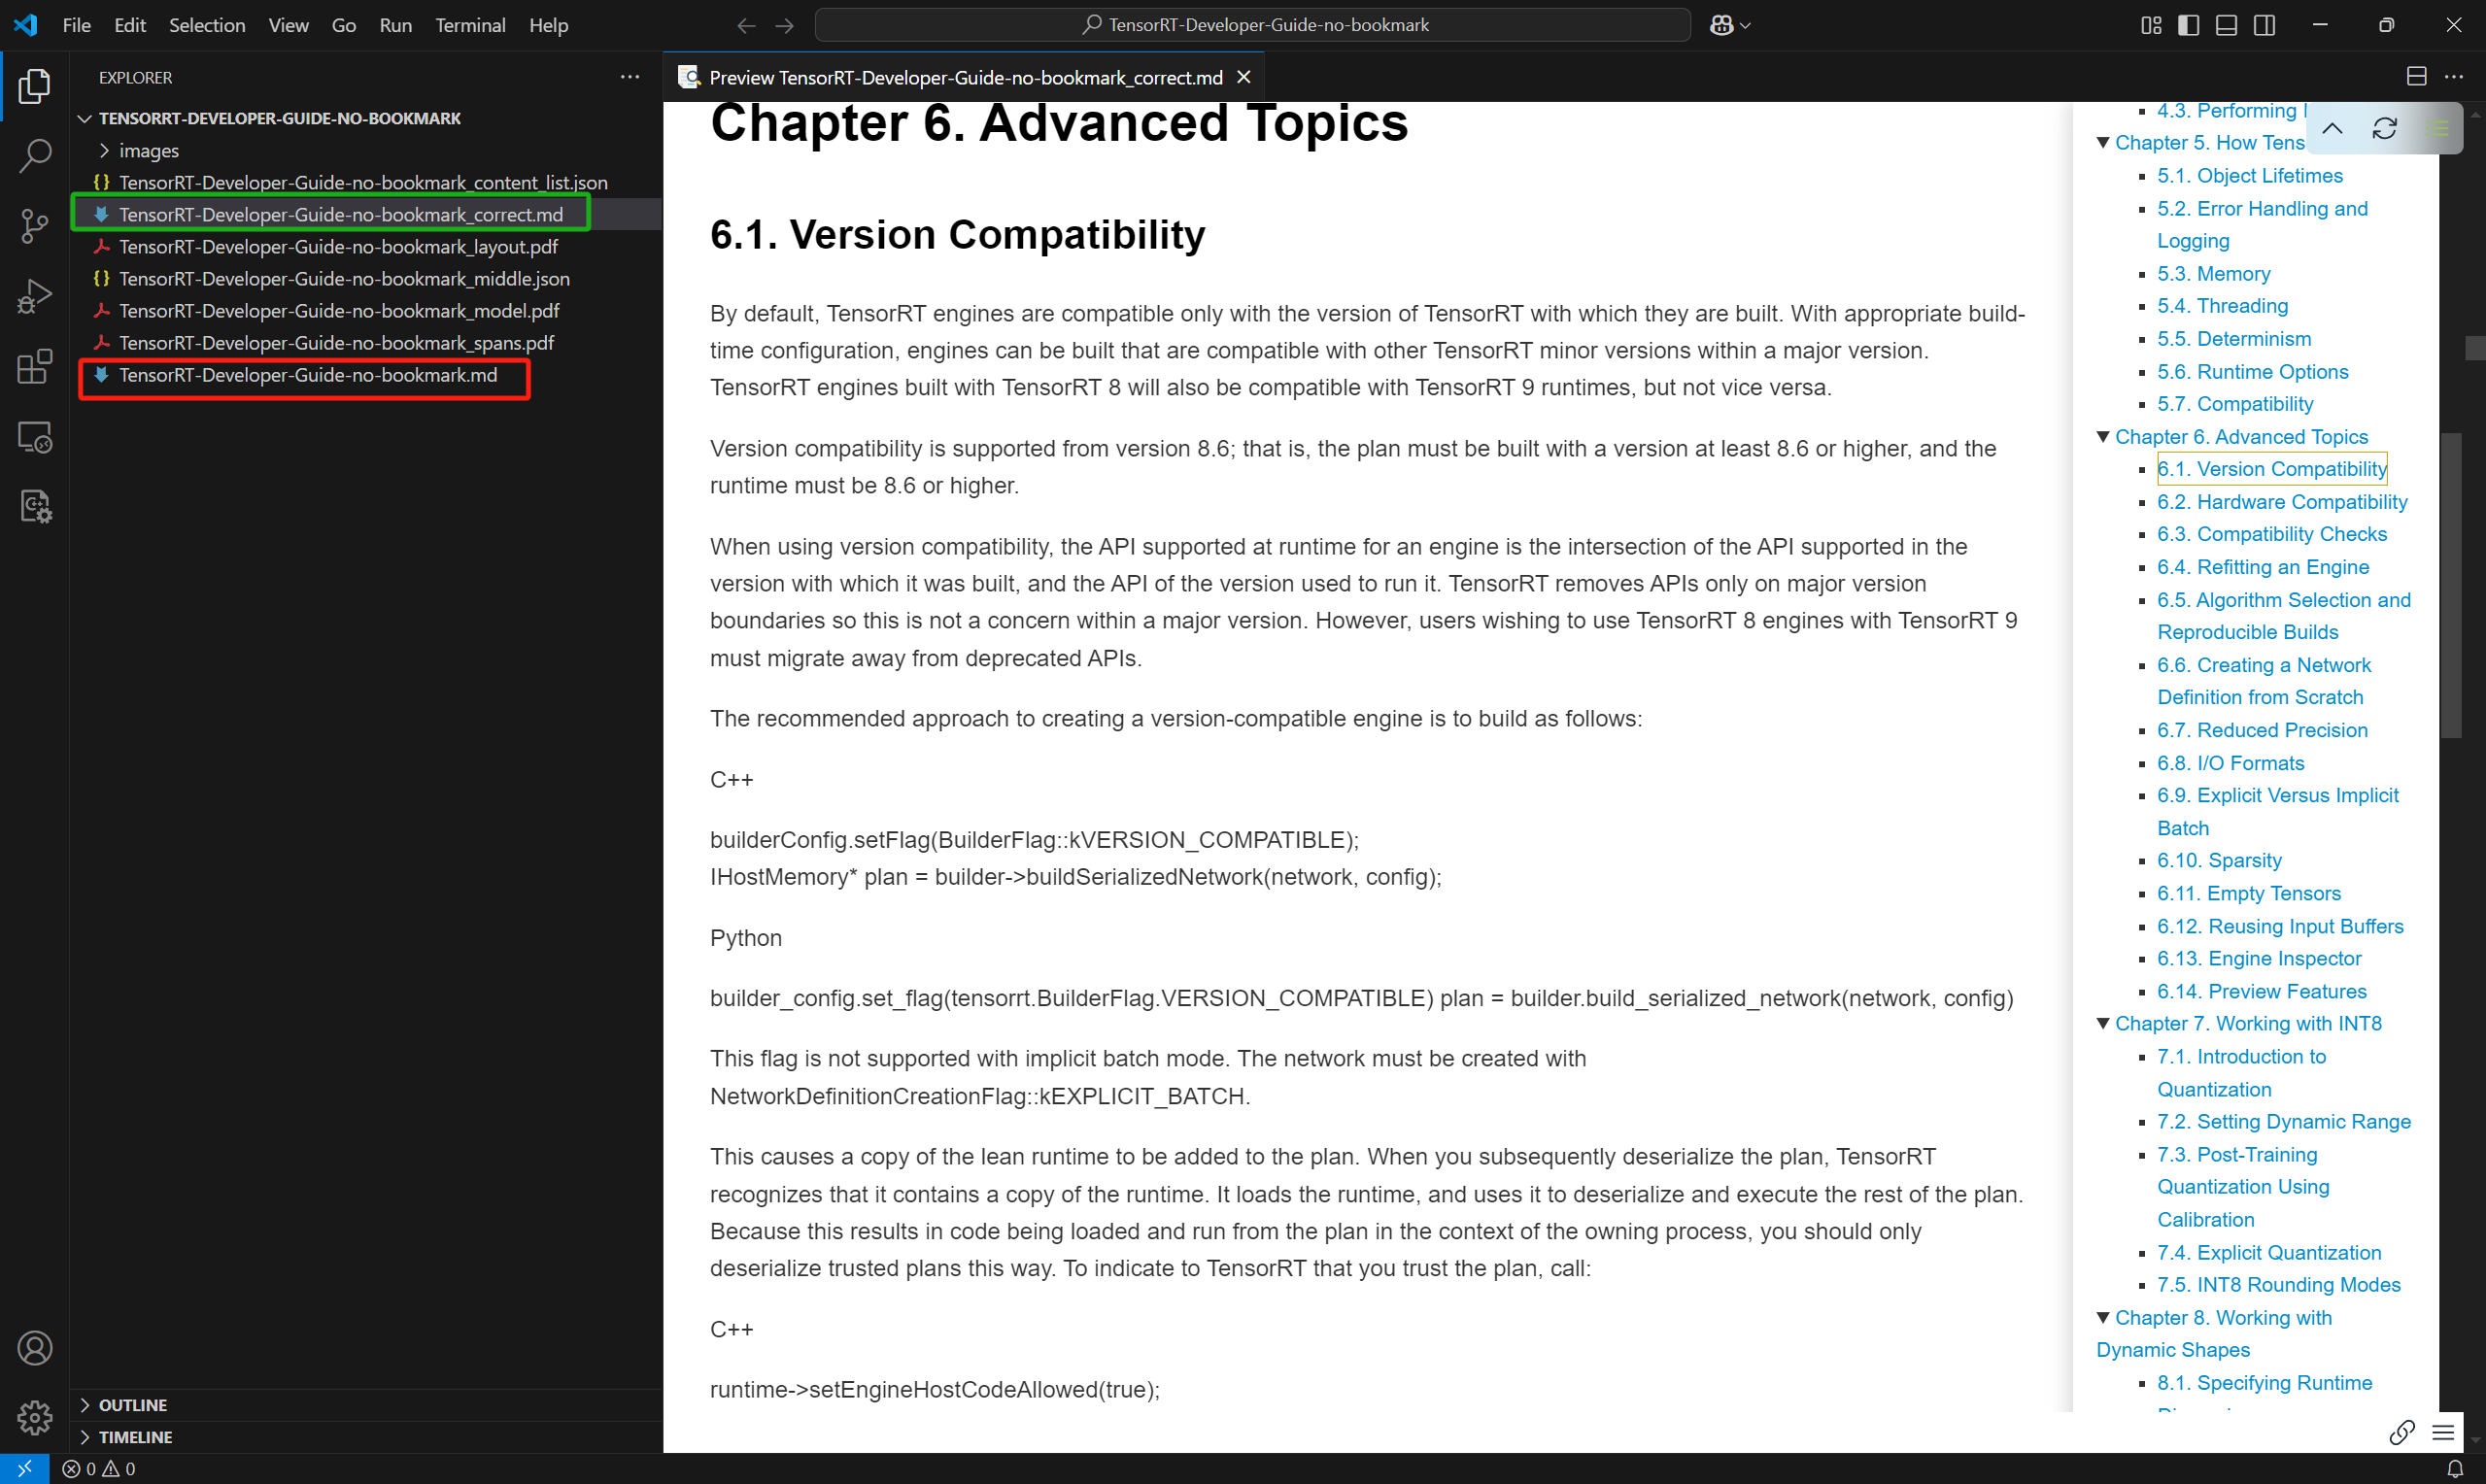 File Edit Selection View Go Run Terminal Help
TensorRT-Developer-Guide-no-bookmark
EXPLORER
TENSORRT-DEVELOPER-GUIDE-NO-BOOKMARK
images
TensorRT-Developer-Guide-no-bookmark_content_list.json
TensorRT-Developer-Guide-no-bookmark_correct.md
TensorRT-Developer-Guide-no-bookmark_layout.pdf
TensorRT-Developer-Guide-no-bookmark_middle.json
TensorRT-Developer-Guide-no-bookmark_model.pdf
TensorRT-Developer-Guide-no-bookmark_spans.pdf
TensorRT-Developer-Guide-no-bookmark.md
OUTLINE
TIMELINE
Preview TensorRT-Developer-Guide-no-bookmark_correct.md
Chapter 6. Advanced Topics
6.1. Version Compatibility
By default, TensorRT engines are compatible only with the version of TensorRT with which they are built. With appropriate build-
time configuration, engines can be built that are compatible with other TensorRT minor versions within a major version.
TensorRT engines built with TensorRT 8 will also be compatible with TensorRT 9 runtimes, but not vice versa.
Version compatibility is supported from version 8.6; that is, the plan must be built with a version at least 8.6 or higher, and the
runtime must be 8.6 or higher.
When using version compatibility, the API supported at runtime for an engine is the intersection of the API supported in the
version with which it was built, and the API of the version used to run it. TensorRT removes APIs only on major version
boundaries so this is not a concern within a major version. However, users wishing to use TensorRT 8 engines with TensorRT 9
must migrate away from deprecated APIs.
The recommended approach to creating a version-compatible engine is to build as follows:
C++
builderConfig.setFlag(BuilderFlag::kVERSION_COMPATIBLE);
IHostMemory* plan = builder->buildSerializedNetwork(network, config);
Python
builder_config.set_flag(tensorrt.BuilderFlag.VERSION_COMPATIBLE) plan = builder.build_serialized_network(network, config)
This flag is not supported with implicit batch mode. The network must be created with
NetworkDefinitionCreationFlag::kEXPLICIT_BATCH.
This causes a copy of the lean runtime to be added to the plan. When you subsequently deserialize the plan, TensorRT
recognizes that it contains a copy of the runtime. It loads the runtime, and uses it to deserialize and execute the rest of the plan.
Because this results in code being loaded and run from the plan in the context of the owning process, you should only
deserialize trusted plans this way. To indicate to TensorRT that you trust the plan, call:
C++
runtime->setEngineHostCodeAllowed(true);
4.3. Performing
Chapter 5. How Tens
5.1. Object Lifetimes
5.2. Error Handling and
Logging
5.3. Memory
5.4. Threading
5.5. Determinism
5.6. Runtime Options
5.7. Compatibility
Chapter 6. Advanced Topics
6.1. Version Compatibility
6.2. Hardware Compatibility
6.3. Compatibility Checks
6.4. Refitting an Engine
6.5. Algorithm Selection and
Reproducible Builds
6.6. Creating a Network
Definition from Scratch
6.7. Reduced Precision
6.8. I/O Formats
6.9. Explicit Versus Implicit
Batch
6.10. Sparsity
6.11. Empty Tensors
6.12. Reusing Input Buffers
6.13. Engine Inspector
6.14. Preview Features
Chapter 7. Working with INT8
7.1. Introduction to
Quantization
7.2. Setting Dynamic Range
7.3. Post-Training
Quantization Using
Calibration
7.4. Explicit Quantization
7.5. INT8 Rounding Modes
Chapter 8. Working with
Dynamic Shapes
8.1. Specifying Runtime
0 0